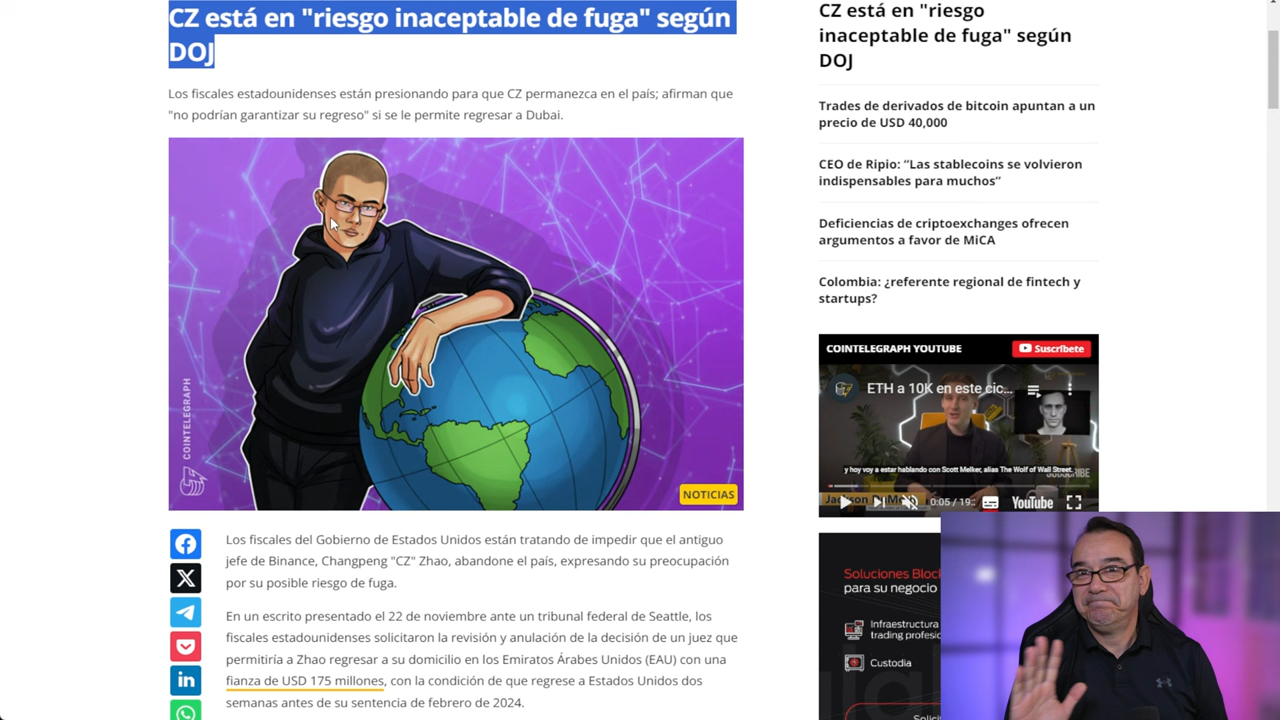 CZ está en "riesgo inaceptable de fuga" según
DOJ
Los fiscales estadounidenses están presionando para que CZ permanezca en el país; afirman que
"no podrían garantizar su regreso" si se le permite regresar a Dubai.
COINTELEGRAPH
NOTICIAS
Los fiscales del Gobierno de Estados Unidos están tratando de impedir que el antiguo
jefe de Binance, Changpeng "CZ" Zhao, abandone el país, expresando su preocupación
por su posible riesgo de fuga.
En un escrito presentado el 22 de noviembre ante un tribunal federal de Seattle, los
fiscales estadounidenses solicitaron la revisión y anulación de la decisión de un juez que
permitiría a Zhao regresar a su domicilio en los Emiratos Árabes Unidos (EAU) con una
fianza de USD 175 millones, con la condición de que regrese a Estados Unidos dos
semanas antes de su sentencia de febrero de 2024.
CZ está en "riesgo
inaceptable de fuga" según
DOJ
Trades de derivados de bitcoin apuntan a un
precio de USD 40,000
CEO de Ripio: “Las stablecoins se volvieron
indispensables para muchos”
Deficiencias de criptoexchanges ofrecen
argumentos a favor de MiCA
Colombia: ¿referente regional de fintech y
startups?
COINTELEGRAPH YOUTUBE
Suscríbete
ETH a 10K en este cic...
y hoy voy a estar hablando con Scott Melker, alias The Wolf of Wall Street.
SUBSCRIBE
0:05 / 19:
YouTube
Soluciones Bloc
para su negocio
Infraestructura
trading profesio
Custodia